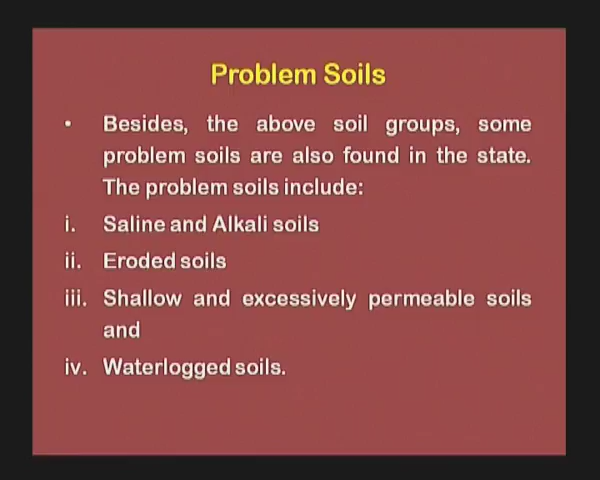 Problem Soils
• Besides, the above soil groups, some
problem soils are also found in the state.
The problem soils include:
i. Saline and Alkali soils
ii. Eroded soils
iii. Shallow and excessively permeable soils
and
iv. Waterlogged soils.